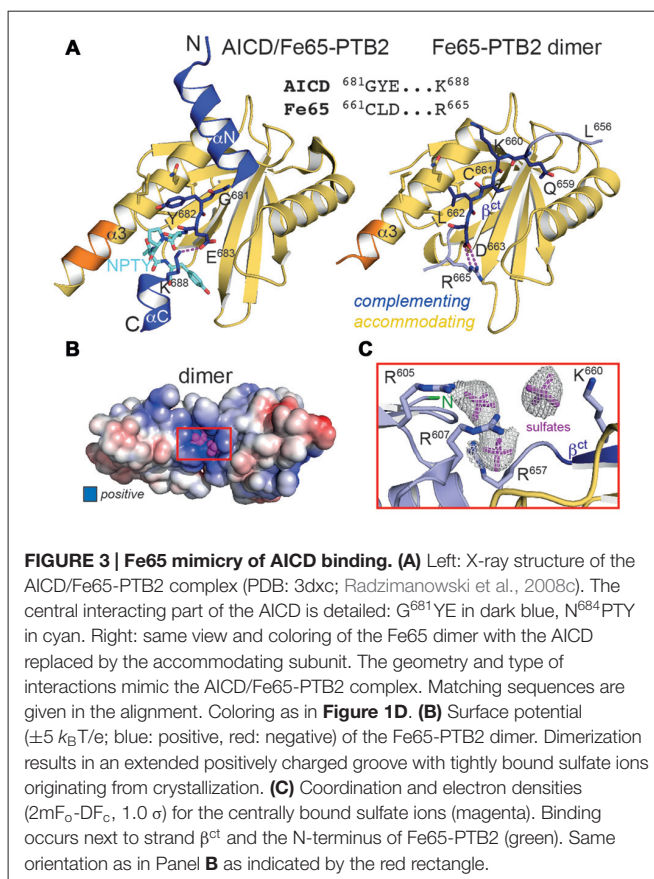 A
N
AICD/Fe65-PTB2
Fe65-PTB2 dimer
AICD ⁶⁸¹GYE...K⁶⁸⁸
Fe65 ⁶⁶¹CLD...R⁶⁶⁵
αN
G⁶⁸¹
Y⁶⁸²
α3
NPTY
E⁶⁸³
K⁶⁸⁸
C
αC
K⁶⁶⁰
L⁶⁵⁶
C⁶⁶¹
Q⁶⁵⁹
L⁶⁶²
βᶜᵗ
α3
D⁶⁶³
R⁶⁶⁵
complementing
accommodating
B
dimer
positive
C
R⁶⁰⁵
K⁶⁶⁰
N
sulfates
R⁶⁰⁷
βᶜᵗ
R⁶⁵⁷
FIGURE 3 | Fe65 mimicry of AICD binding. (A) Left: X-ray structure of the
AICD/Fe65-PTB2 complex (PDB: 3dxc; Radzimanowski et al., 2008c). The
central interacting part of the AICD is detailed: G⁶⁸¹YE in dark blue, N⁶⁸⁴PTY
in cyan. Right: same view and coloring of the Fe65 dimer with the AICD
replaced by the accommodating subunit. The geometry and type of
interactions mimic the AICD/Fe65-PTB2 complex. Matching sequences are
given in the alignment. Coloring as in Figure 1D. (B) Surface potential
(±5 k_BT/e; blue: positive, red: negative) of the Fe65-PTB2 dimer. Dimerization
results in an extended positively charged groove with tightly bound sulfate ions
originating from crystallization. (C) Coordination and electron densities
(2mFₒ-DF_c, 1.0 σ) for the centrally bound sulfate ions (magenta). Binding
occurs next to strand βᶜᵗ and the N-terminus of Fe65-PTB2 (green). Same
orientation as in Panel B as indicated by the red rectangle.